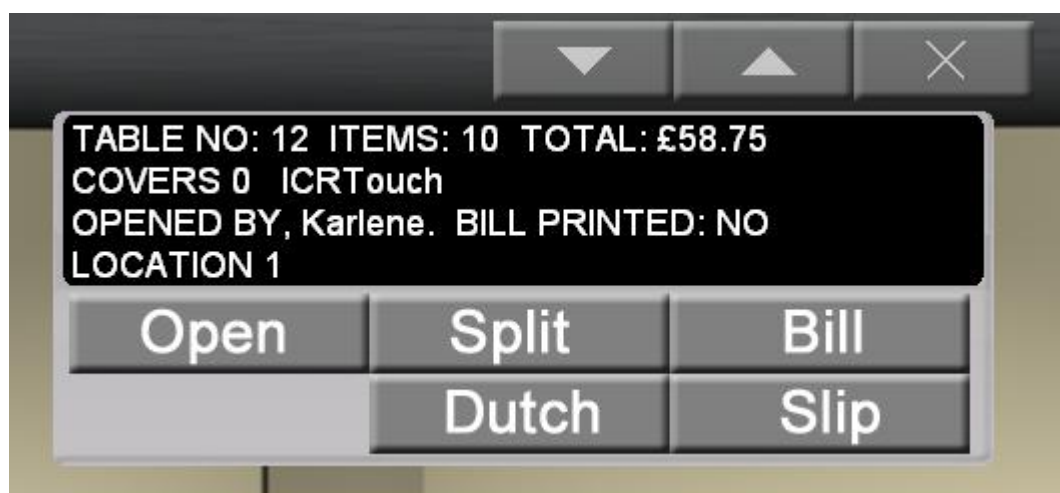 TABLE NO: 12 ITEMS: 10 TOTAL: £58.75
COVERS 0 ICRTouch
OPENED BY, Karlene. BILL PRINTED: NO
LOCATION 1
Open Split Bill
Dutch Slip